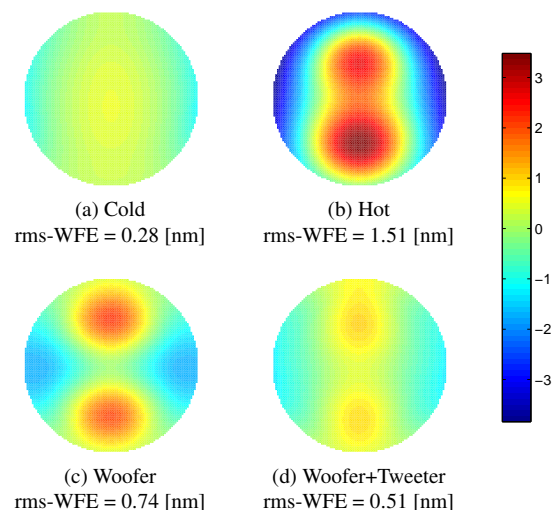 (a) Cold
rms-WFE = 0.28 [nm]
(b) Hot
rms-WFE = 1.51 [nm]
(c) Woofer
rms-WFE = 0.74 [nm]
(d) Woofer+Tweeter
rms-WFE = 0.51 [nm]
3
2
1
0
−1
−2
−3